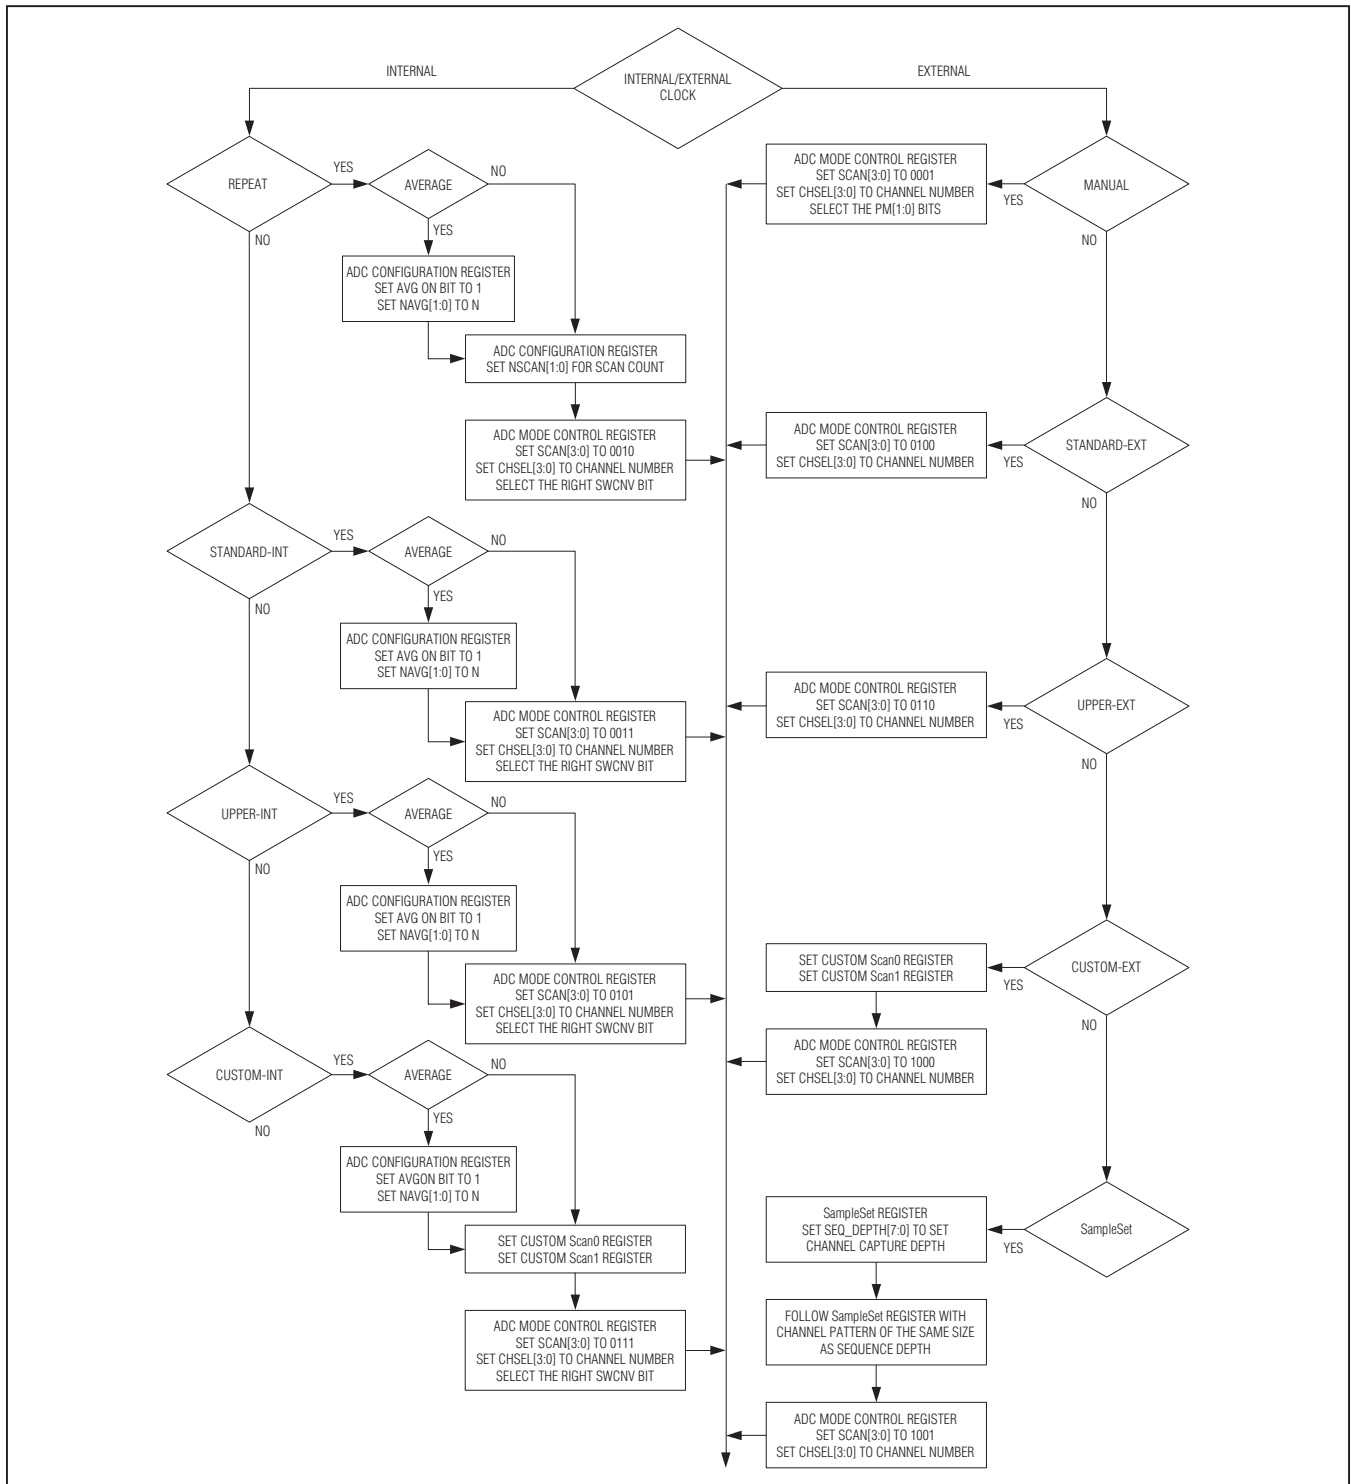 INTERNAL/EXTERNAL
CLOCK
INTERNAL
EXTERNAL
REPEAT
YES
NO
AVERAGE
NO
YES
ADC CONFIGURATION REGISTER
SET AVG ON BIT TO 1
SET NAVG[1:0] TO N
ADC CONFIGURATION REGISTER
SET NSCAN[1:0] FOR SCAN COUNT
ADC MODE CONTROL REGISTER
SET SCAN[3:0] TO 0010
SET CHSEL[3:0] TO CHANNEL NUMBER
SELECT THE RIGHT SWCNV BIT
STANDARD-INT
YES
NO
AVERAGE
NO
YES
ADC CONFIGURATION REGISTER
SET AVG ON BIT TO 1
SET NAVG[1:0] TO N
ADC MODE CONTROL REGISTER
SET SCAN[3:0] TO 0011
SET CHSEL[3:0] TO CHANNEL NUMBER
SELECT THE RIGHT SWCNV BIT
UPPER-INT
YES
NO
AVERAGE
NO
YES
ADC CONFIGURATION REGISTER
SET AVG ON BIT TO 1
SET NAVG[1:0] TO N
ADC MODE CONTROL REGISTER
SET SCAN[3:0] TO 0101
SET CHSEL[3:0] TO CHANNEL NUMBER
SELECT THE RIGHT SWCNV BIT
CUSTOM-INT
YES
NO
AVERAGE
NO
YES
ADC CONFIGURATION REGISTER
SET AVGON BIT TO 1
SET NAVG[1:0] TO N
SET CUSTOM Scan0 REGISTER
SET CUSTOM Scan1 REGISTER
ADC MODE CONTROL REGISTER
SET SCAN[3:0] TO 0111
SET CHSEL[3:0] TO CHANNEL NUMBER
SELECT THE RIGHT SWCNV BIT
MANUAL
YES
NO
ADC MODE CONTROL REGISTER
SET SCAN[3:0] TO 0001
SET CHSEL[3:0] TO CHANNEL NUMBER
SELECT THE PM[1:0] BITS
STANDARD-EXT
YES
NO
ADC MODE CONTROL REGISTER
SET SCAN[3:0] TO 0100
SET CHSEL[3:0] TO CHANNEL NUMBER
UPPER-EXT
YES
NO
ADC MODE CONTROL REGISTER
SET SCAN[3:0] TO 0110
SET CHSEL[3:0] TO CHANNEL NUMBER
CUSTOM-EXT
YES
NO
SET CUSTOM Scan0 REGISTER
SET CUSTOM Scan1 REGISTER
ADC MODE CONTROL REGISTER
SET SCAN[3:0] TO 1000
SET CHSEL[3:0] TO CHANNEL NUMBER
SampleSet
YES
SampleSet REGISTER
SET SEQ_DEPTH[7:0] TO SET
CHANNEL CAPTURE DEPTH
FOLLOW SampleSet REGISTER WITH
CHANNEL PATTERN OF THE SAME SIZE
AS SEQUENCE DEPTH
ADC MODE CONTROL REGISTER
SET SCAN[3:0] TO 1001
SET CHSEL[3:0] TO CHANNEL NUMBER